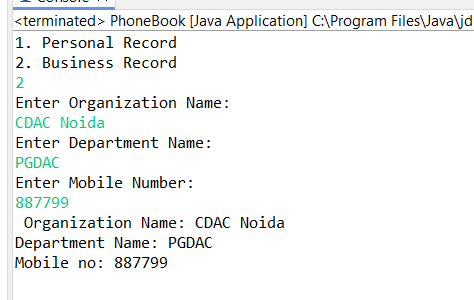 <terminated> PhoneBook [Java Application] C:\Program Files\Java\jd
1. Personal Record
2. Business Record
2
Enter Organization Name:
CDAC Noida
Enter Department Name:
PGDAC
Enter Mobile Number:
887799
 Organization Name: CDAC Noida
Department Name: PGDAC
Mobile no: 887799